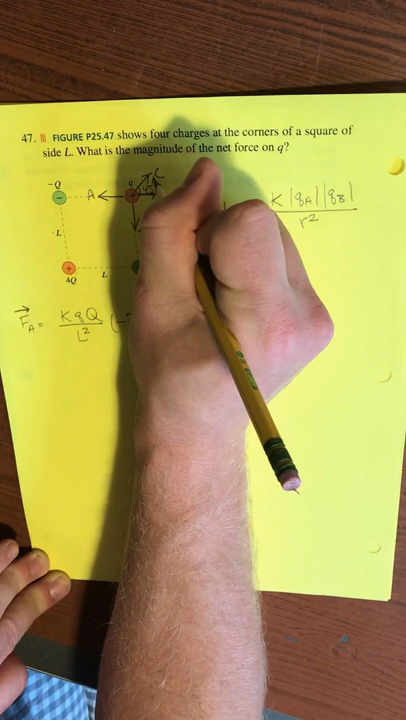 47. III FIGURE P25.47 shows four charges at the corners of a square of
side L. What is the magnitude of the net force on q?
-Q
A
q
C
K |qA| |qB|
r²
L
4Q
L
F⃗A = KqQ
L²